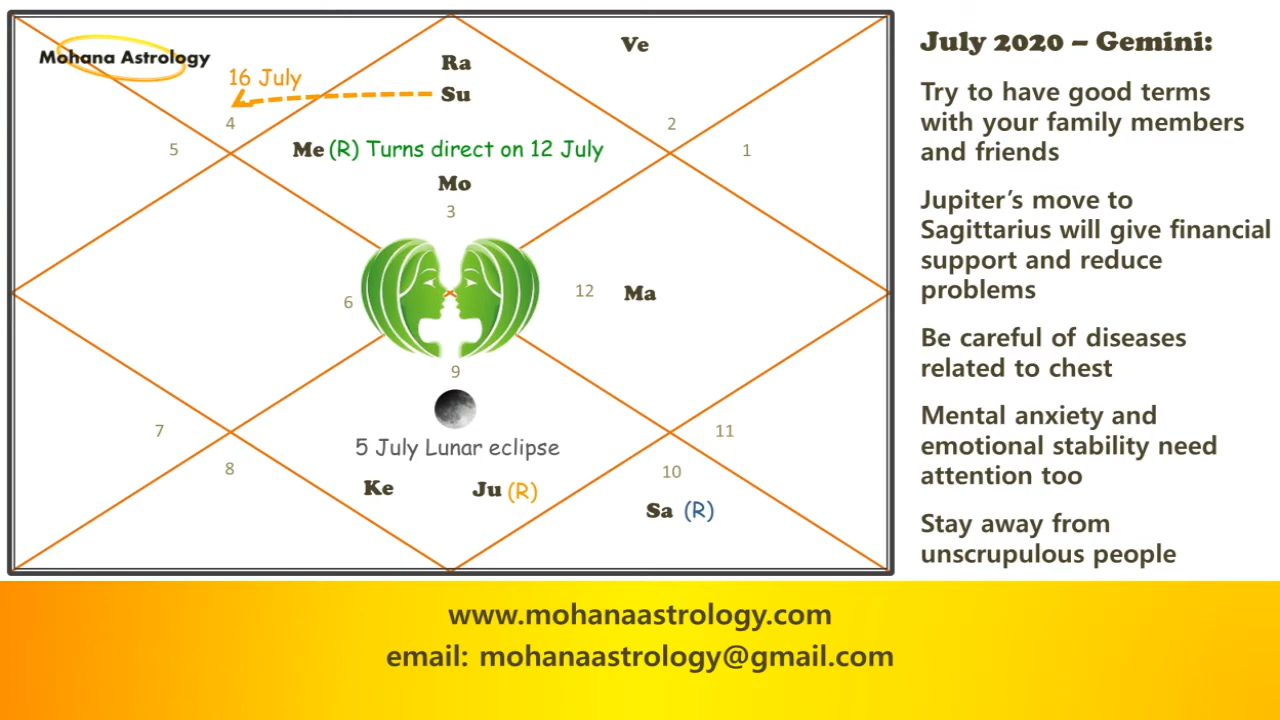 Mohana Astrology
16 July
Ra
Su
Ve
4
5
2
1
Me (R) Turns direct on 12 July
Mo
3
6
12
Ma
9
5 July Lunar eclipse
7
8
11
10
Ke
Ju (R)
Sa (R)
July 2020 – Gemini:
Try to have good terms
with your family members
and friends
Jupiter’s move to
Sagittarius will give financial
support and reduce
problems
Be careful of diseases
related to chest
Mental anxiety and
emotional stability need
attention too
Stay away from
unscrupulous people
www.mohanaastrology.com
email: mohanaastrology@gmail.com